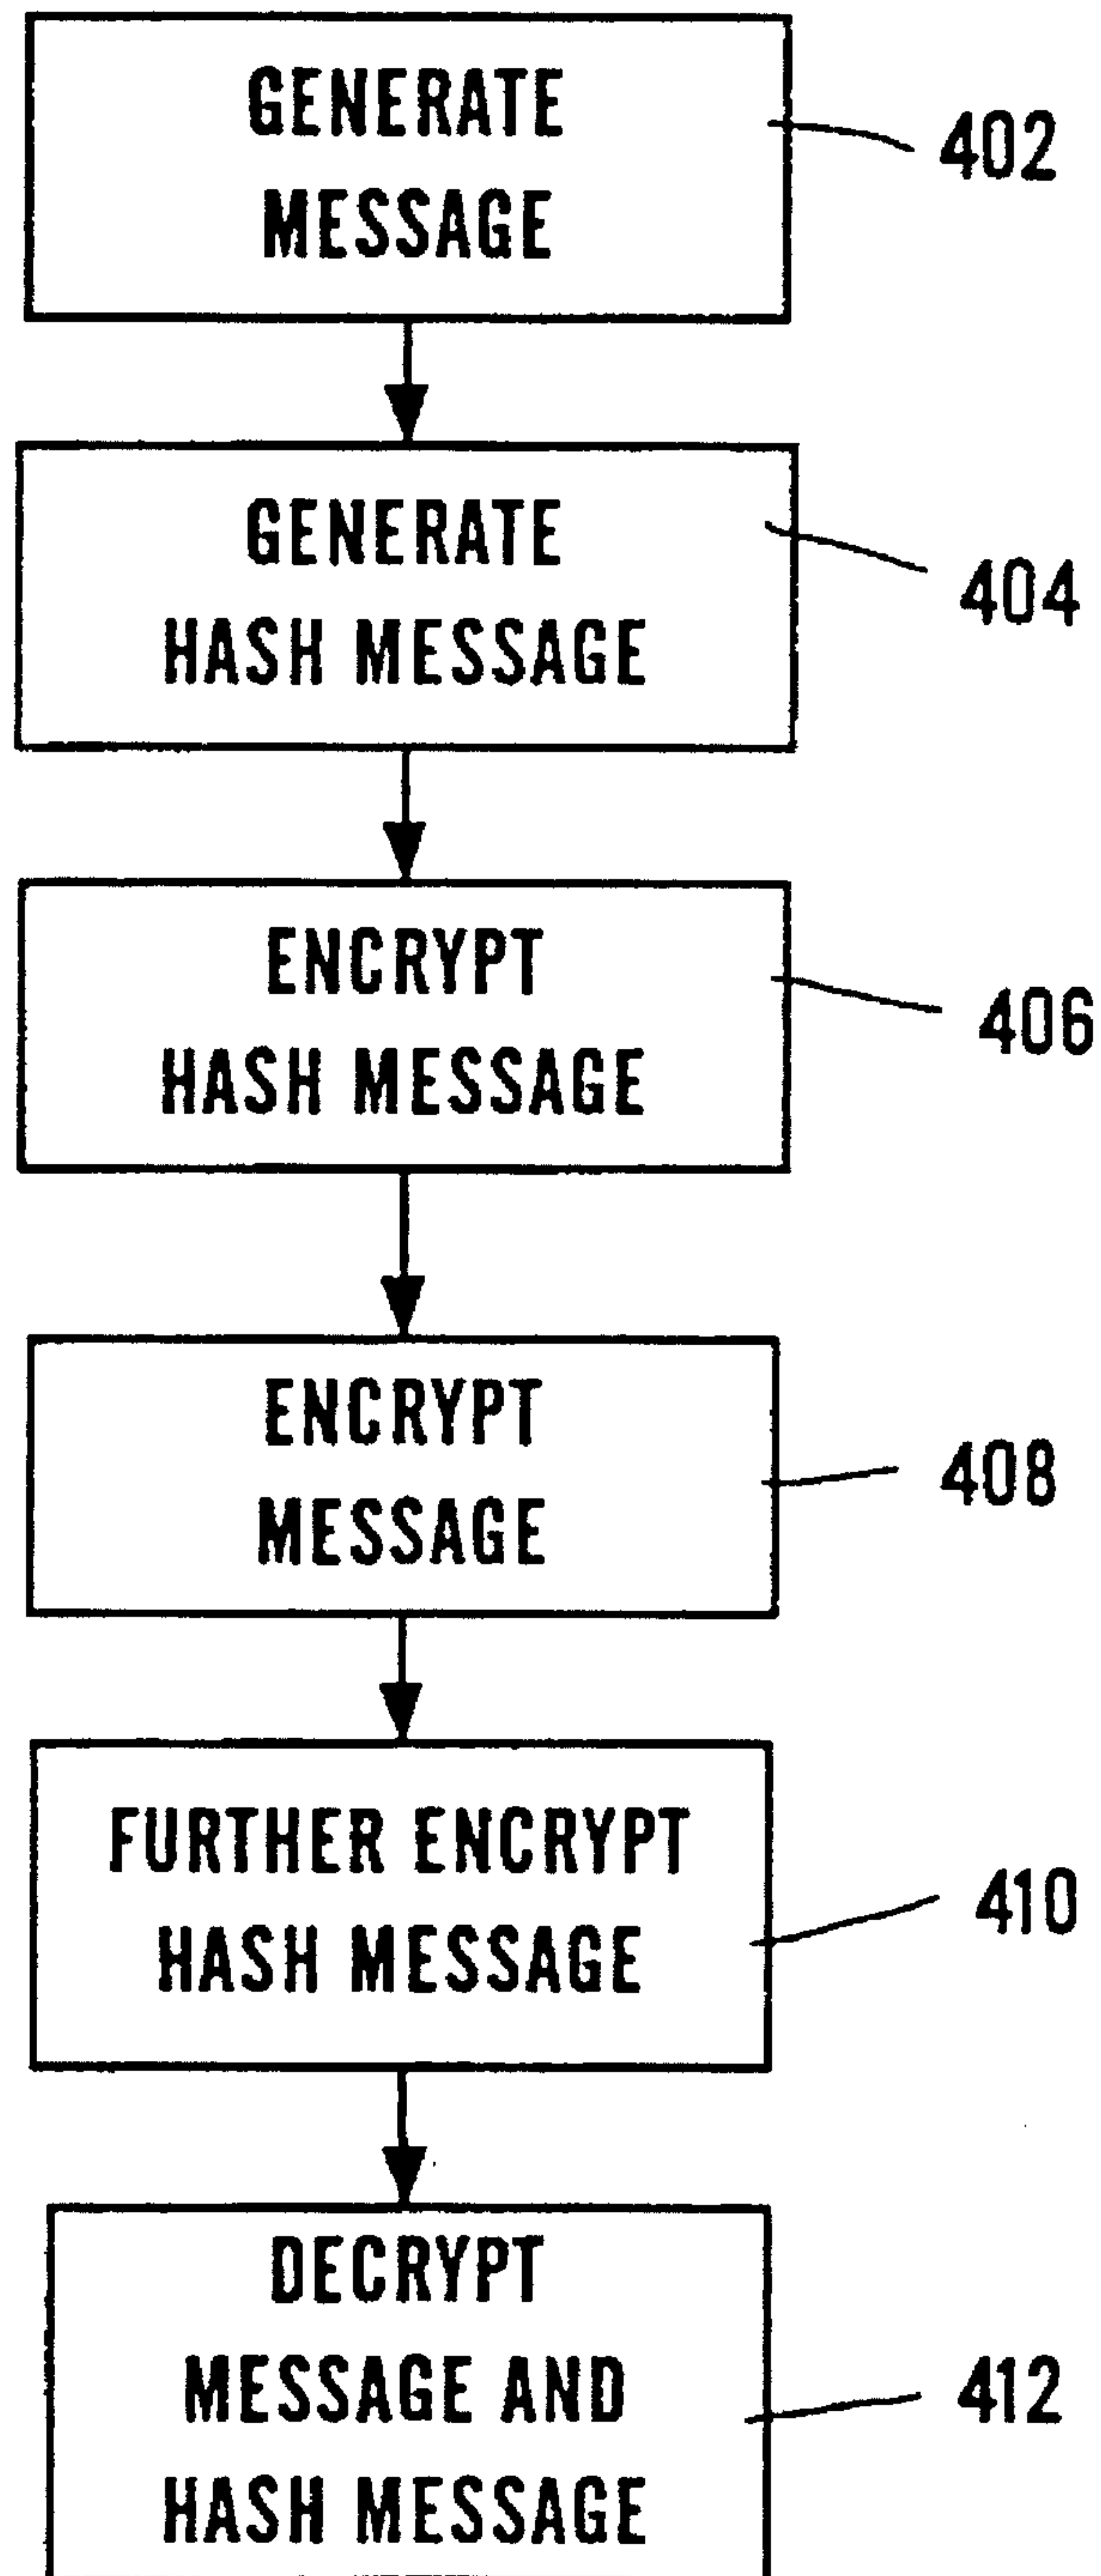 GENERATE
MESSAGE
402
GENERATE
HASH MESSAGE
404
ENCRYPT
HASH MESSAGE
406
ENCRYPT
MESSAGE
408
FURTHER ENCRYPT
HASH MESSAGE
410
DECRYPT
MESSAGE AND
HASH MESSAGE
412